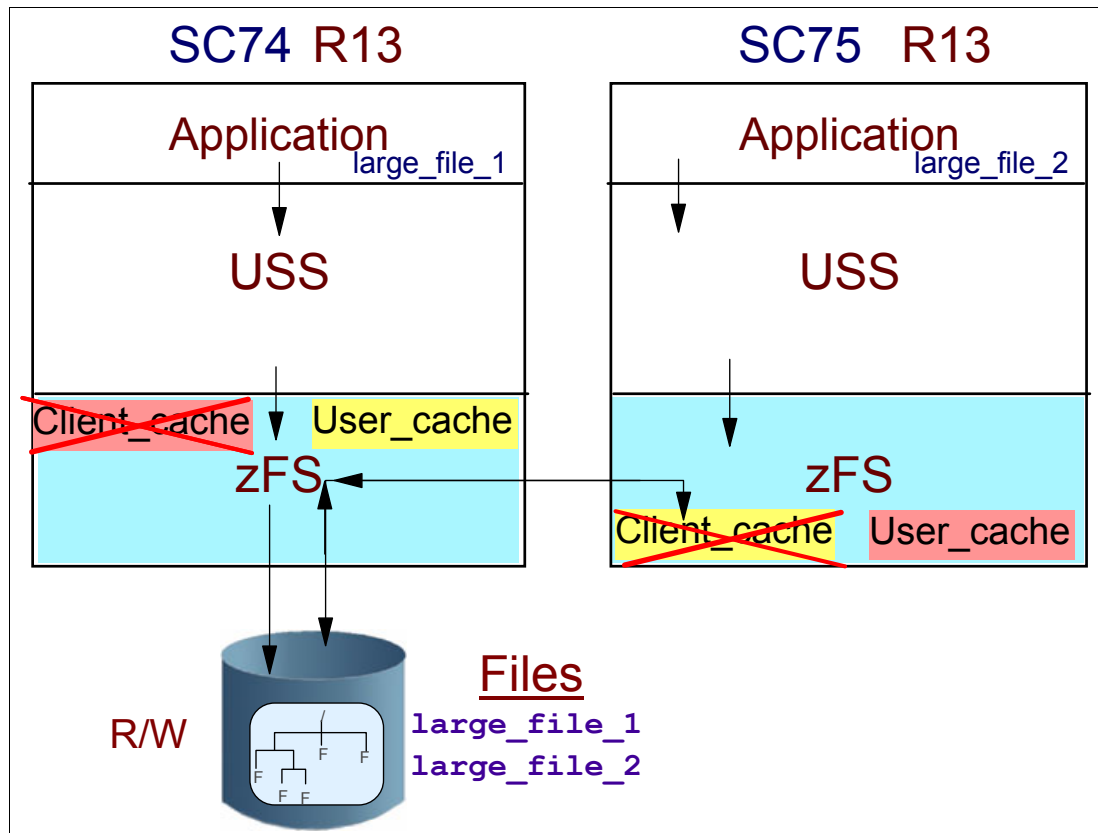 SC74 R13
SC75 R13
Application
large_file_1
Application
large_file_2
USS
USS
Client_cache
User_cache
zFS
zFS
Client_cache
User_cache
Files
R/W
large_file_1
large_file_2
F
F
F
F
F